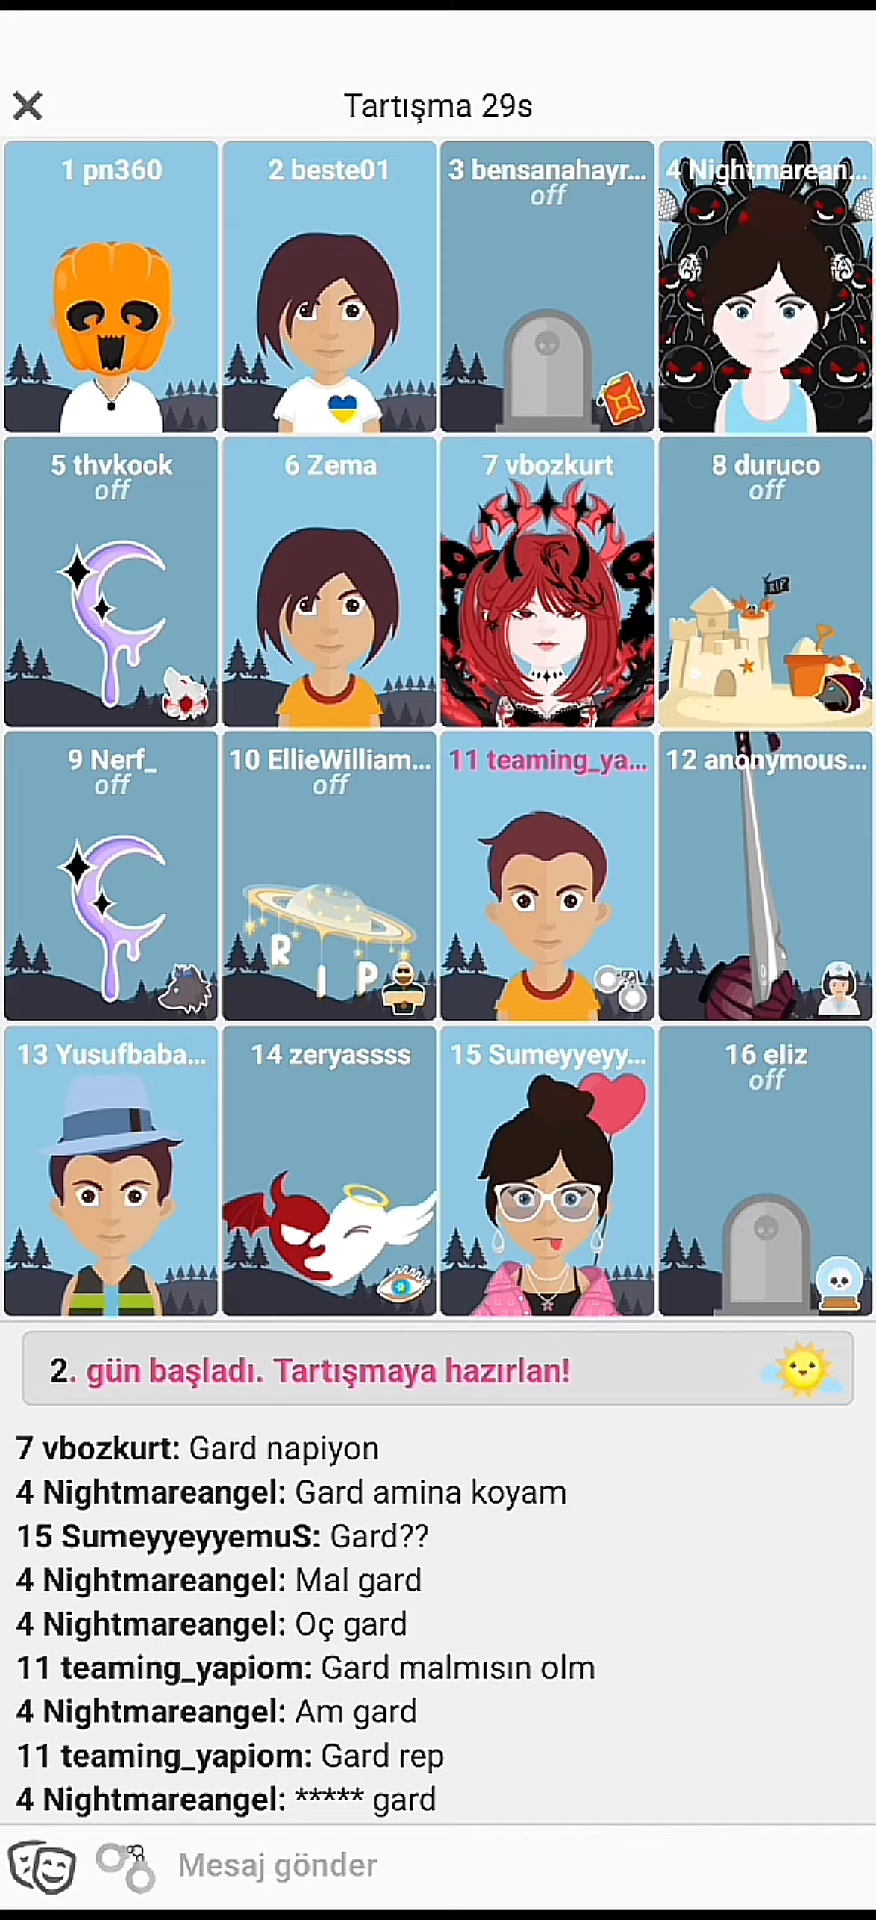 Tartışma 29s
1 pn360
2 beste01
3 bensanahayr...
off
4 Nightmarean...
5 thvkook
off
6 Zema
7 vbozkurt
8 duruco
off
9 Nerf_
off
10 EllieWilliam...
off
R I P
11 teaming_ya...
12 anonymous...
13 Yusufbaba...
14 zeryassss
15 Sumeyyeyy...
16 eliz
off
2. gün başladı. Tartışmaya hazırlan!
7 vbozkurt: Gard napiyon
4 Nightmareangel: Gard amina koyam
15 SumeyyeyyemuS: Gard??
4 Nightmareangel: Mal gard
4 Nightmareangel: Oç gard
11 teaming_yapiom: Gard malmısın olm
4 Nightmareangel: Am gard
11 teaming_yapiom: Gard rep
4 Nightmareangel: ***** gard
Mesaj gönder